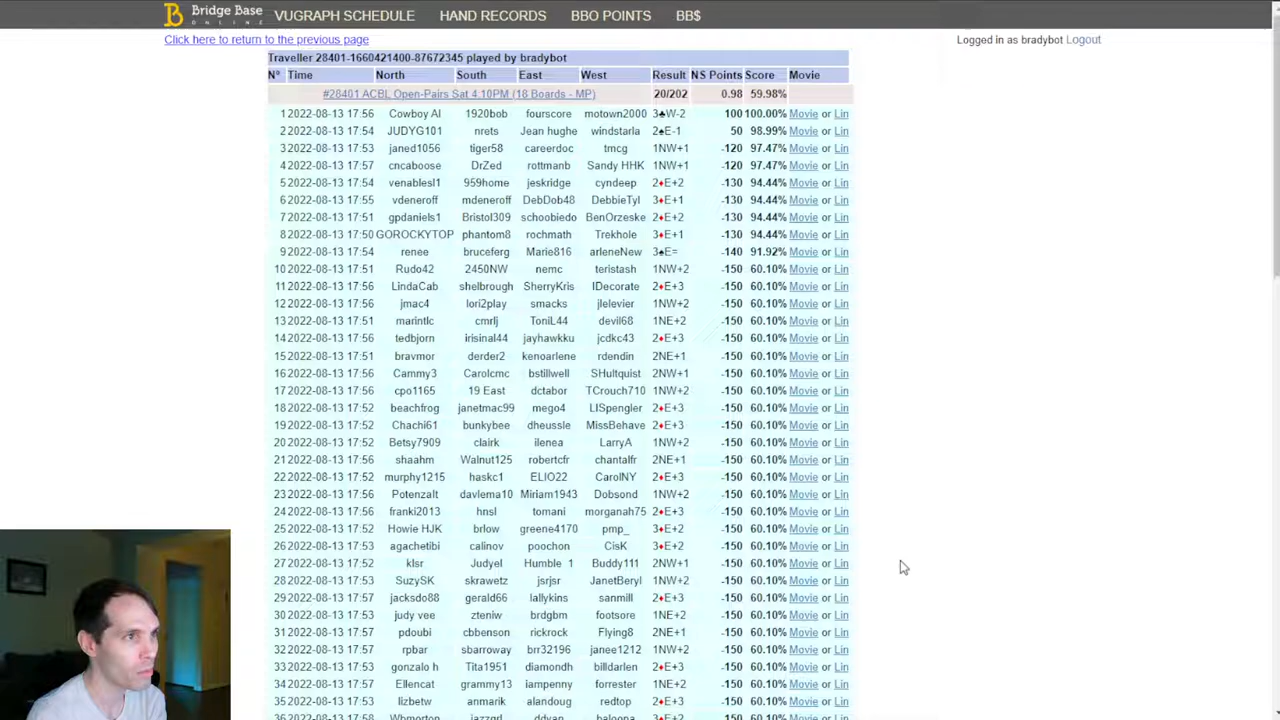 Bridge Base
ONLINE
VUGRAPH SCHEDULE HAND RECORDS BBO POINTS BB$
Click here to return to the previous page Logged in as bradybot Logout
Traveller 28401-1660421400-87672345 played by bradybot
Nº Time North South East West Result NS Points Score Movie
#28401 ACBL Open-Pairs Sat 4:10PM (18 Boards - MP) 20/202 0.98 59.98%
1 2022-08-13 17:56 Cowboy Al 1920bob fourscore motown2000 3♣W-2 100 100.00% Movie or Lin
2 2022-08-13 17:54 JUDYG101 nrets Jean hughe windstarla 2♠E-1 50 98.99% Movie or Lin
3 2022-08-13 17:53 janed1056 tiger58 careerdoc tmcg 1NW+1 -120 97.47% Movie or Lin
4 2022-08-13 17:57 cncaboose DrZed rottmanb Sandy HHK 1NW+1 -120 97.47% Movie or Lin
5 2022-08-13 17:54 venablesl1 959home jeskridge cyndeep 2♦E+2 -130 94.44% Movie or Lin
6 2022-08-13 17:55 vdeneroff mdeneroff DebDob48 DebbieTyl 3♦E+1 -130 94.44% Movie or Lin
7 2022-08-13 17:51 gpdaniels1 Bristol309 schoobiedo BenOrzeske 2♦E+2 -130 94.44% Movie or Lin
8 2022-08-13 17:50 GOROCKYTOP phantom8 rochmath Trekhole 3♦E+1 -130 94.44% Movie or Lin
9 2022-08-13 17:54 renee bruceferg Marie816 arleneNew 3♠E= -140 91.92% Movie or Lin
10 2022-08-13 17:51 Rudo42 2450NW nemc teristash 1NW+2 -150 60.10% Movie or Lin
11 2022-08-13 17:56 LindaCab shelbrough SherryKris IDecorate 2♦E+3 -150 60.10% Movie or Lin
12 2022-08-13 17:56 jmac4 lori2play smacks jlelevier 1NW+2 -150 60.10% Movie or Lin
13 2022-08-13 17:51 marintlc cmrlj ToniL44 devil68 1NE+2 -150 60.10% Movie or Lin
14 2022-08-13 17:56 tedbjorn irisinal44 jayhawkku jcdkc43 2♦E+3 -150 60.10% Movie or Lin
15 2022-08-13 17:51 bravmor derder2 kenoarlene rdendin 2NE+1 -150 60.10% Movie or Lin
16 2022-08-13 17:56 Cammy3 Carolcmc bstillwell SHultquist 2NW+1 -150 60.10% Movie or Lin
17 2022-08-13 17:56 cpo1165 19 East dctabor TCrouch710 1NW+2 -150 60.10% Movie or Lin
18 2022-08-13 17:52 beachfrog janetmac99 mego4 LISpengler 2♦E+3 -150 60.10% Movie or Lin
19 2022-08-13 17:52 Chachi61 bunkybee dheussle MissBehave 2♦E+3 -150 60.10% Movie or Lin
20 2022-08-13 17:52 Betsy7909 clairk ilenea LarryA 1NW+2 -150 60.10% Movie or Lin
21 2022-08-13 17:56 shaahm Walnut125 robertcfr chantalfr 2NE+1 -150 60.10% Movie or Lin
22 2022-08-13 17:52 murphy1215 haskc1 ELIO22 CarolNY 2♦E+3 -150 60.10% Movie or Lin
23 2022-08-13 17:56 Potenzalt davlema10 Miriam1943 Dobsond 1NW+2 -150 60.10% Movie or Lin
24 2022-08-13 17:56 franki2013 hnsl tomani morganah75 2♦E+3 -150 60.10% Movie or Lin
25 2022-08-13 17:52 Howie HJK brlow greene4170 pmp_ 3♦E+2 -150 60.10% Movie or Lin
26 2022-08-13 17:53 agachetibi calinov poochon CisK 3♦E+2 -150 60.10% Movie or Lin
27 2022-08-13 17:52 klsr Judyel Humble 1 Buddy111 2NW+1 -150 60.10% Movie or Lin
28 2022-08-13 17:53 SuzySK skrawetz jsrjsr JanetBeryl 3♦E+2 -150 60.10% Movie or Lin
29 2022-08-13 17:57 jacksdo88 gerald66 lallykins sanmill 2♦E+3 -150 60.10% Movie or Lin
30 2022-08-13 17:53 judy vee zteniw brdgbm footsore 1NE+2 -150 60.10% Movie or Lin
31 2022-08-13 17:57 pdoubi cbbenson rickrock Flying8 2NE+1 -150 60.10% Movie or Lin
32 2022-08-13 17:57 rpbar sbarroway brr32196 janee1212 1NW+2 -150 60.10% Movie or Lin
33 2022-08-13 17:53 gonzalo h Tita1951 diamondh billdarlen 2♦E+3 -150 60.10% Movie or Lin
34 2022-08-13 17:57 Ellencat grammy13 iampenny forrester 1NE+2 -150 60.10% Movie or Lin
35 2022-08-13 17:53 lizbetw anmarik alandoug redtop 2♦E+3 -150 60.10% Movie or Lin
36 2022-08-13 17:56 Wbmorton jazzgrl ddvan baloona 3♦E+2 -150 60.10% Movie or Lin